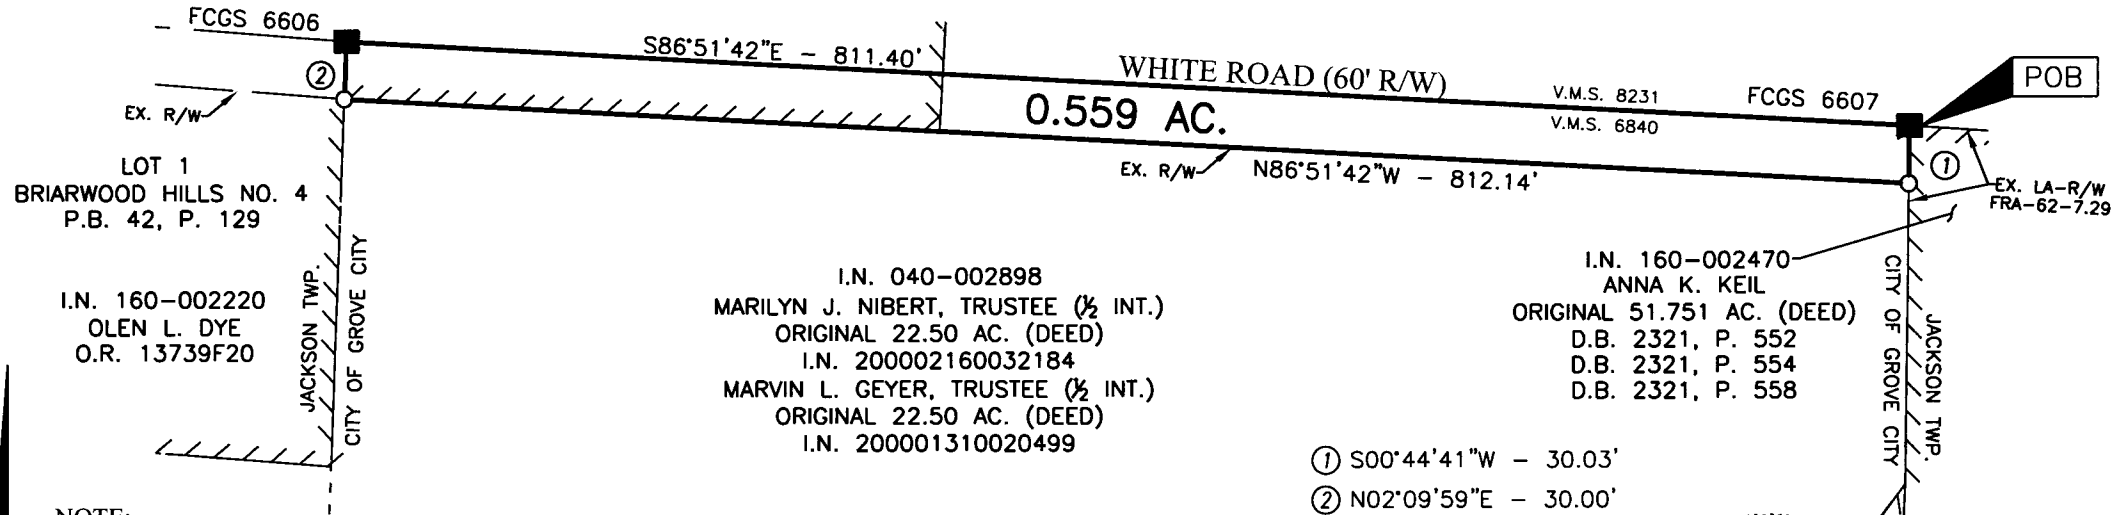 FCGS 6606
S86°51'42"E - 811.40'
WHITE ROAD (60' R/W)
V.M.S. 8231
V.M.S. 6840
FCGS 6607
POB
2
EX. R/W
0.559 AC.
EX. R/W
N86°51'42"W - 812.14'
1
EX. LA-R/W
FRA-62-7.29
LOT 1
BRIARWOOD HILLS NO. 4
P.B. 42, P. 129
I.N. 160-002220
OLEN L. DYE
O.R. 13739F20
JACKSON TWP.
CITY OF GROVE CITY
I.N. 040-002898
MARILYN J. NIBERT, TRUSTEE (½ INT.)
ORIGINAL 22.50 AC. (DEED)
I.N. 200002160032184
MARVIN L. GEYER, TRUSTEE (½ INT.)
ORIGINAL 22.50 AC. (DEED)
I.N. 200001310020499
I.N. 160-002470
ANNA K. KEIL
ORIGINAL 51.751 AC. (DEED)
D.B. 2321, P. 552
D.B. 2321, P. 554
D.B. 2321, P. 558
CITY OF GROVE CITY
JACKSON TWP.
1 S00°44'41"W - 30.03'
2 N02°09'59"E - 30.00'
NOTE: